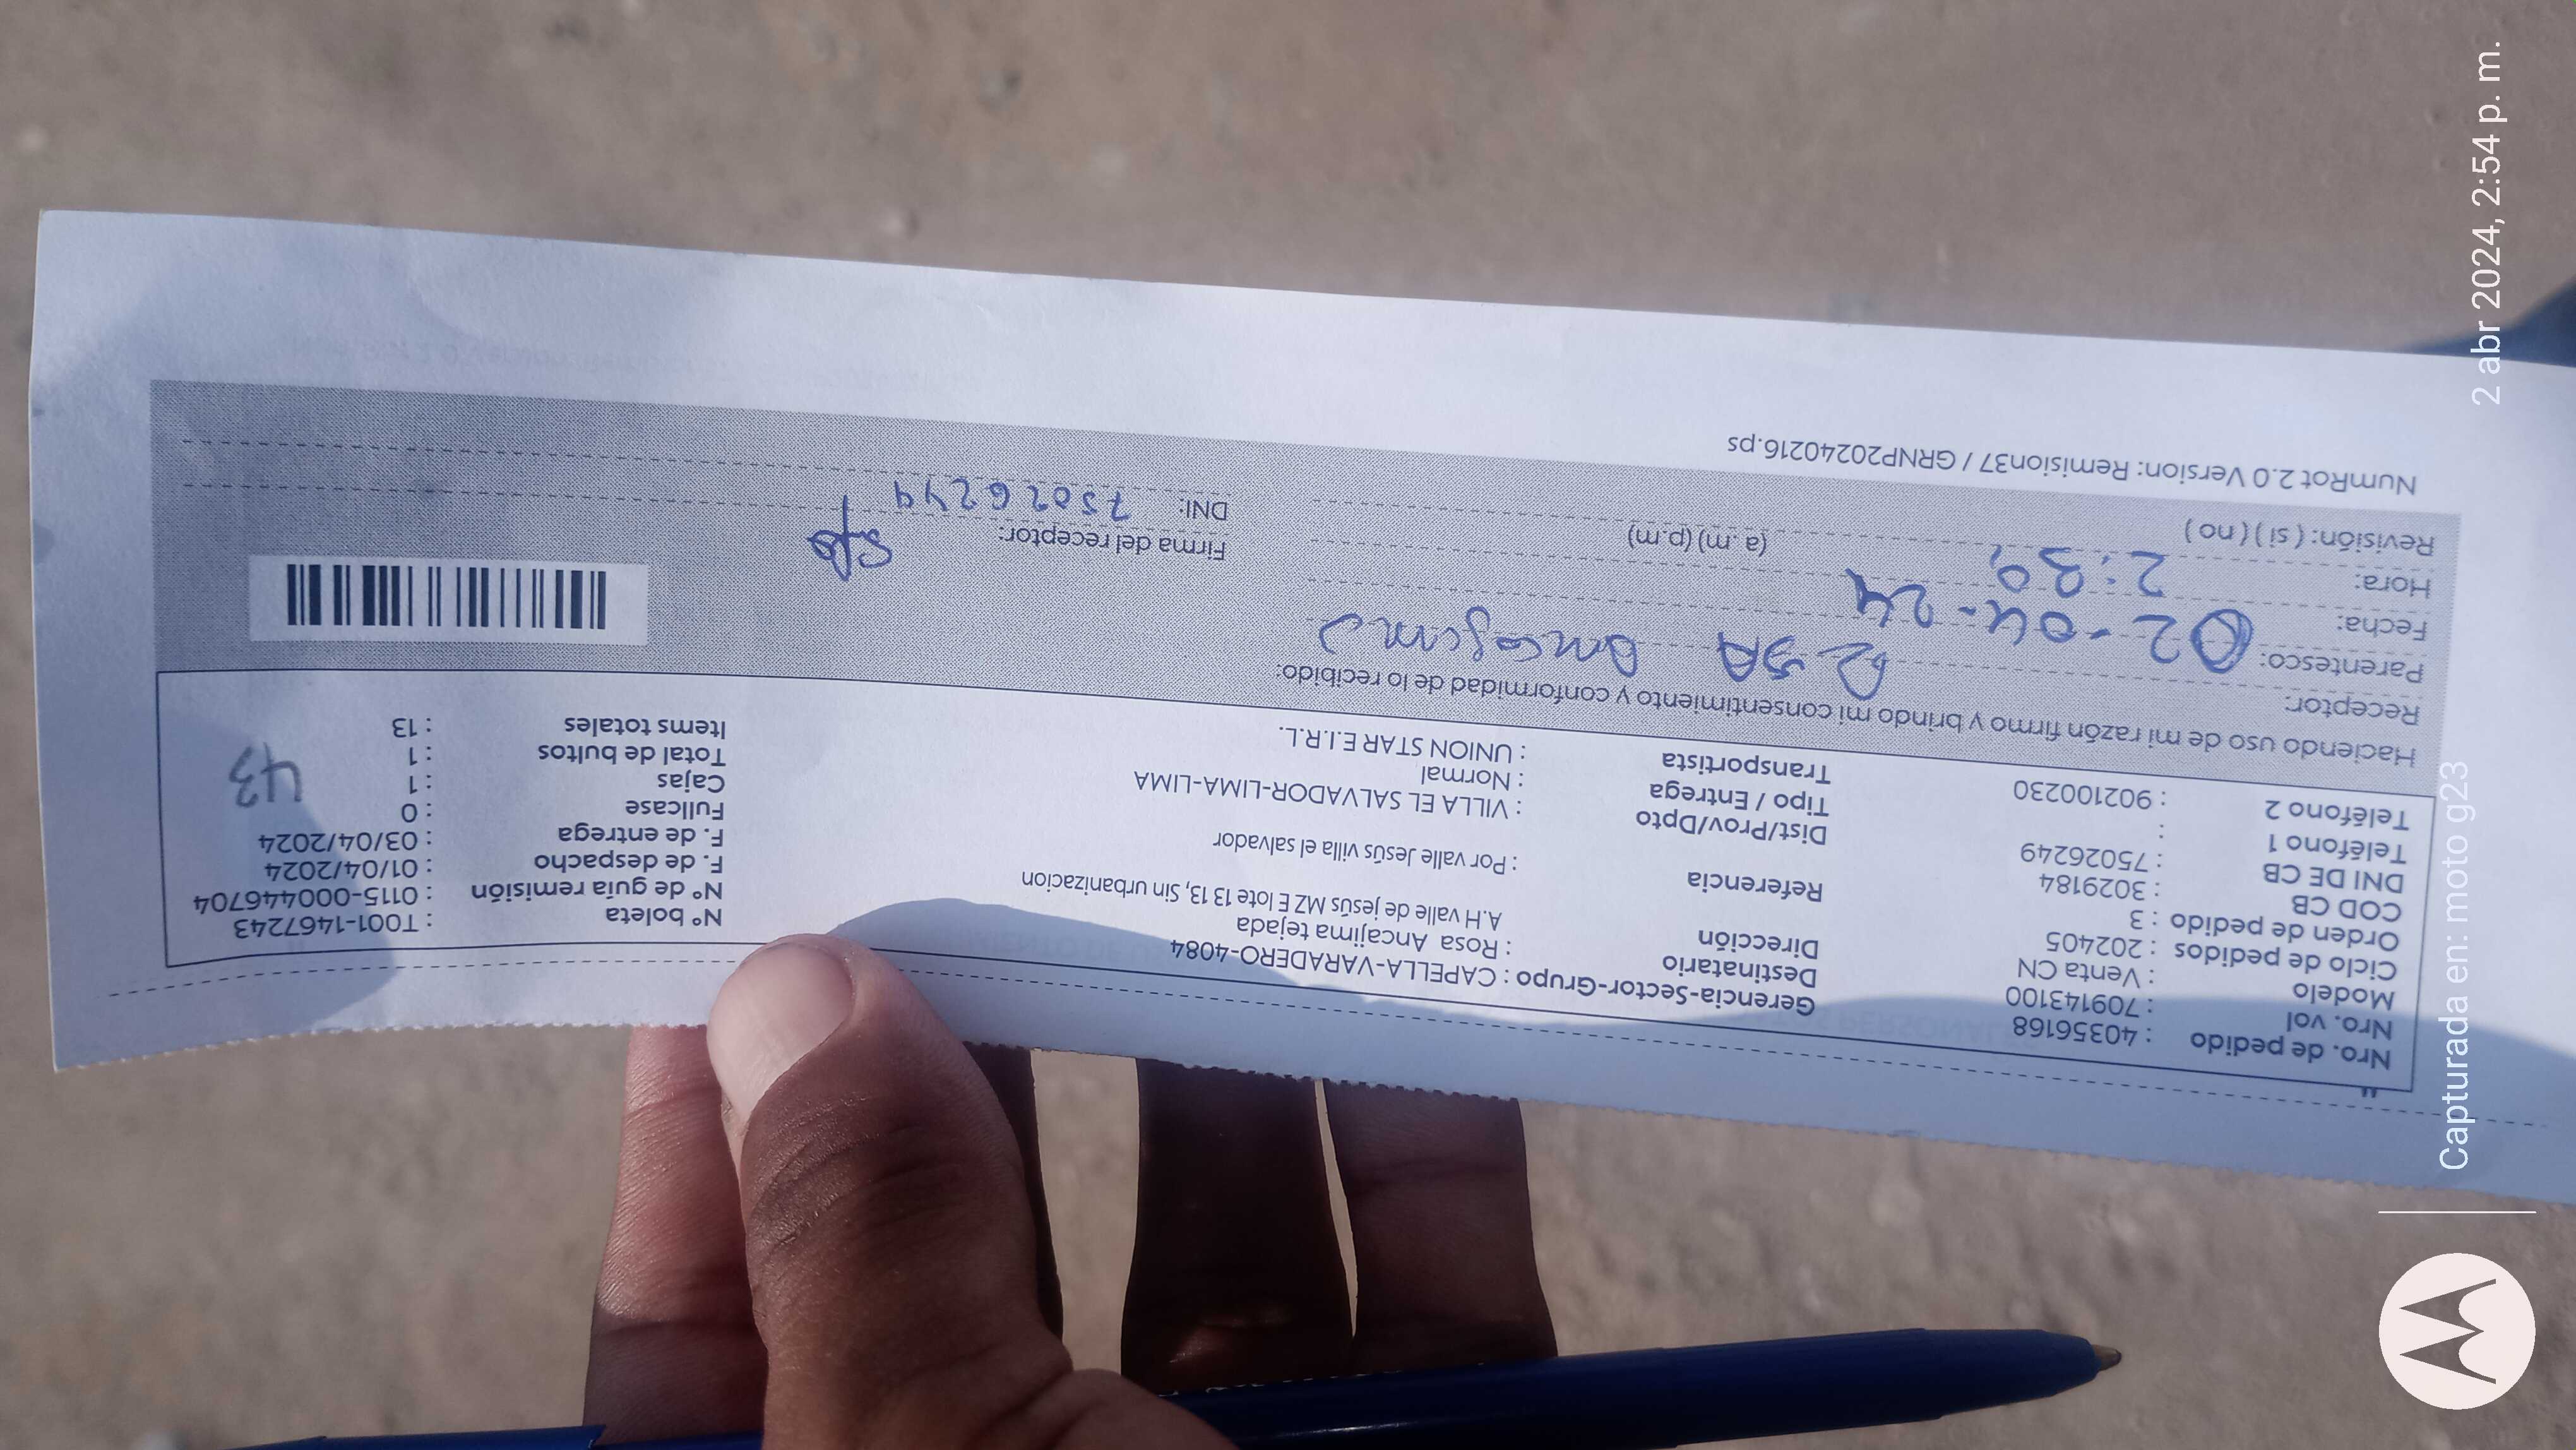 Nro. de pedido : 40356168
Nro. vol : 709143100
Modelo : Venta CN
Ciclo de pedidos : 202405
Orden de pedido : 3
COD CB : 3029184
DNI DE CB : 75026249
Teléfono 1 :
Teléfono 2 : 902100230
Gerencia-Sector-Grupo : CAPELLA-VARADERO-4084
Destinatario : Rosa Ancajima tejada
Dirección A.H valle de jesús MZ E lote 13 13, Sin urbanizacion
Referencia : Por valle Jesús villa el salvador
Dist/Prov/Dpto : VILLA EL SALVADOR-LIMA-LIMA
Tipo / Entrega : Normal
Transportista : UNION STAR E.I.R.L.
N° boleta : T001-1467243
N° de guía remisión : 0115-0004446704
F. de despacho : 01/04/2024
F. de entrega : 03/04/2024
Fullcase : 0
Cajas : 1
Total de bultos : 1
Items totales : 13
43
Haciendo uso de mi razón firmo y brindo mi consentimiento y conformidad de lo recibido:
Receptor:
Parentesco:
Fecha: 02-04-24
Hora: 2:30 (a. m) (p.m)
Revisión: ( si ) ( no )
Firma del receptor:
DNI: 75026249
NumRot 2.0 Version: Remision37 / GRNP20240216.ps
2 abr 2024, 2:54 p. m.
Capturada en: moto g23